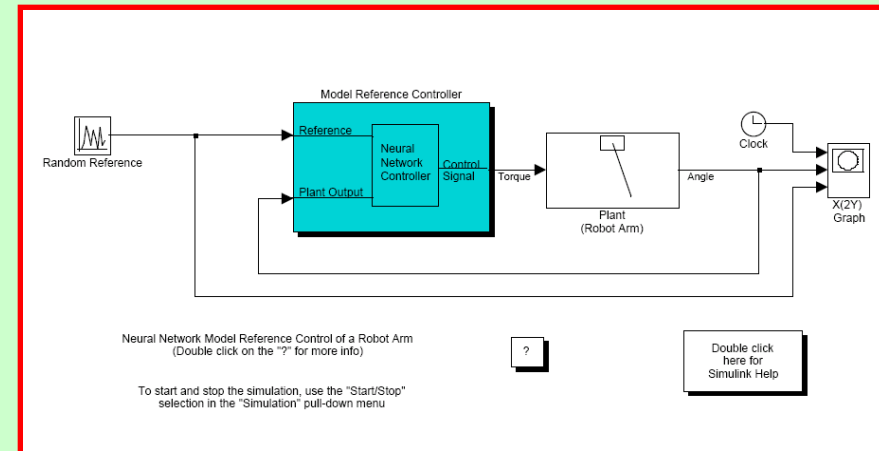 Model Reference Controller
Random Reference
Reference
Plant Output
Neural
Network
Controller
Control
Signal
Torque
Plant
(Robot Arm)
Angle
Clock
X(2Y)
Graph
Neural Network Model Reference Control of a Robot Arm
(Double click on the "?" for more info)
To start and stop the simulation, use the "Start/Stop"
selection in the "Simulation" pull-down menu
?
Double click
here for
Simulink Help